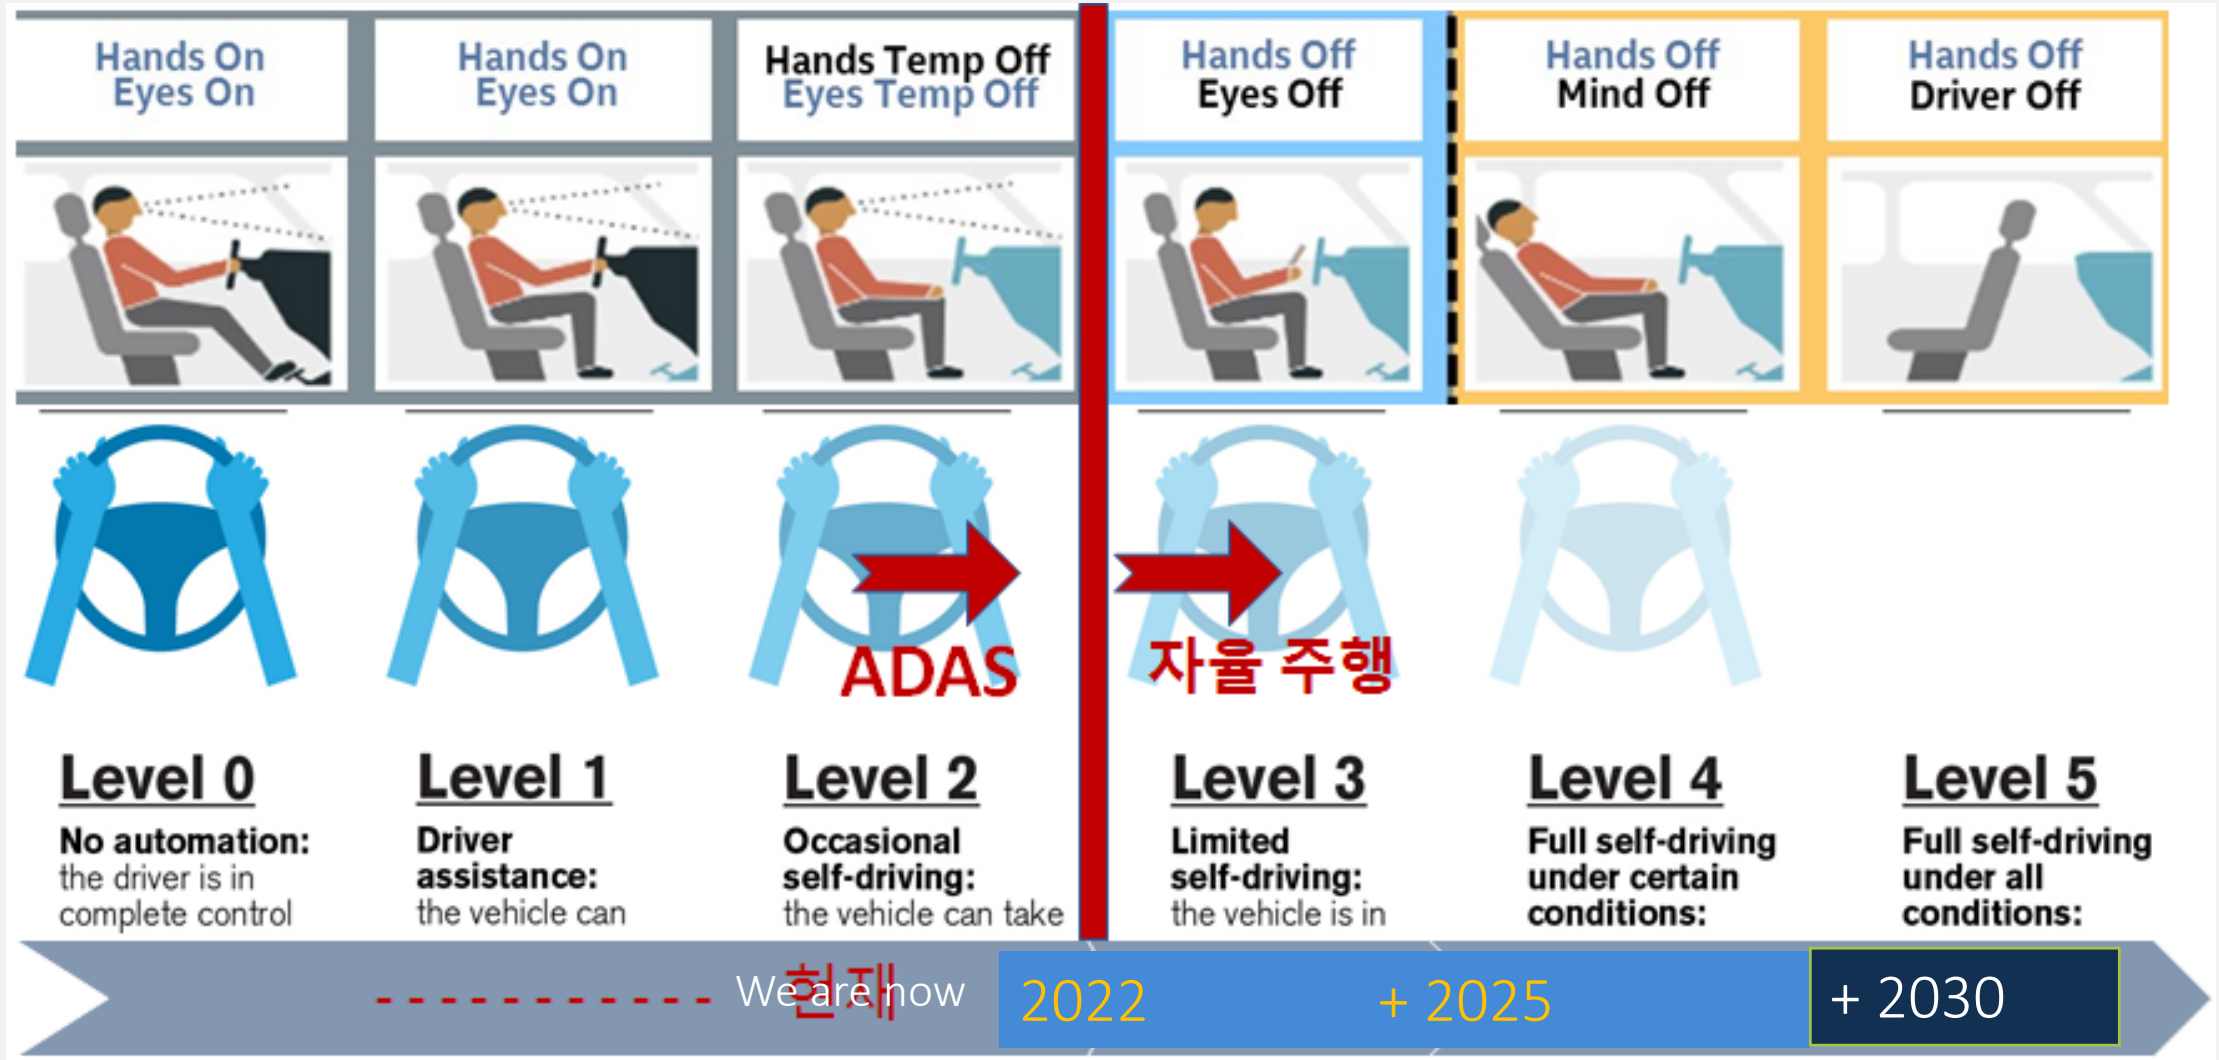 Hands On
Eyes On
Hands On
Eyes On
Hands Temp Off
Eyes Temp Off
Hands Off
Eyes Off
Hands Off
Mind Off
Hands Off
Driver Off
ADAS
자율 주행
Level 0
No automation:
the driver is in
complete control
Level 1
Driver
assistance:
the vehicle can
Level 2
Occasional
self-driving:
the vehicle can take
Level 3
Limited
self-driving:
the vehicle is in
Level 4
Full self-driving
under certain
conditions:
Level 5
Full self-driving
under all
conditions:
현재
We are now
2022
+ 2025
+ 2030